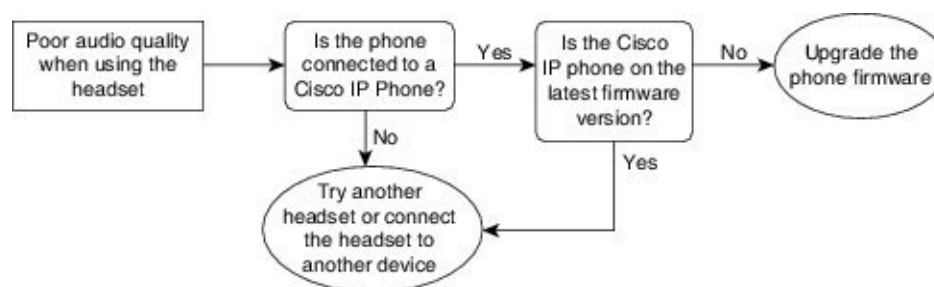 Poor audio quality
when using the
headset
Is the phone
connected to a
Cisco IP Phone?
Yes
Is the Cisco
IP phone on the
latest firmware
version?
No
Upgrade the
phone firmware
No
Yes
Try another
headset or connect
the headset to
another device